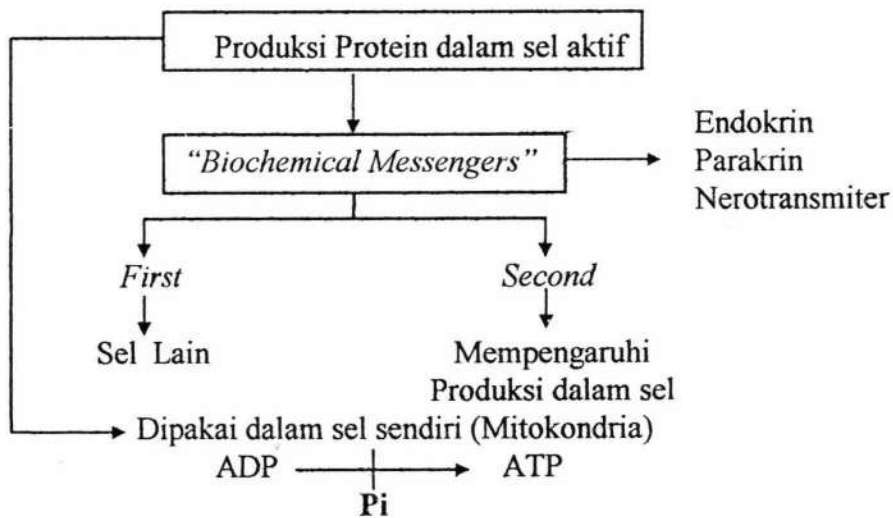 Produksi Protein dalam sel aktif
“Biochemical Messengers”
Endokrin
Parakrin
Nerotransmiter
First
Second
Sel Lain
Mempengaruhi
Produksi dalam sel
Dipakai dalam sel sendiri (Mitokondria)
ADP
ATP
Pi